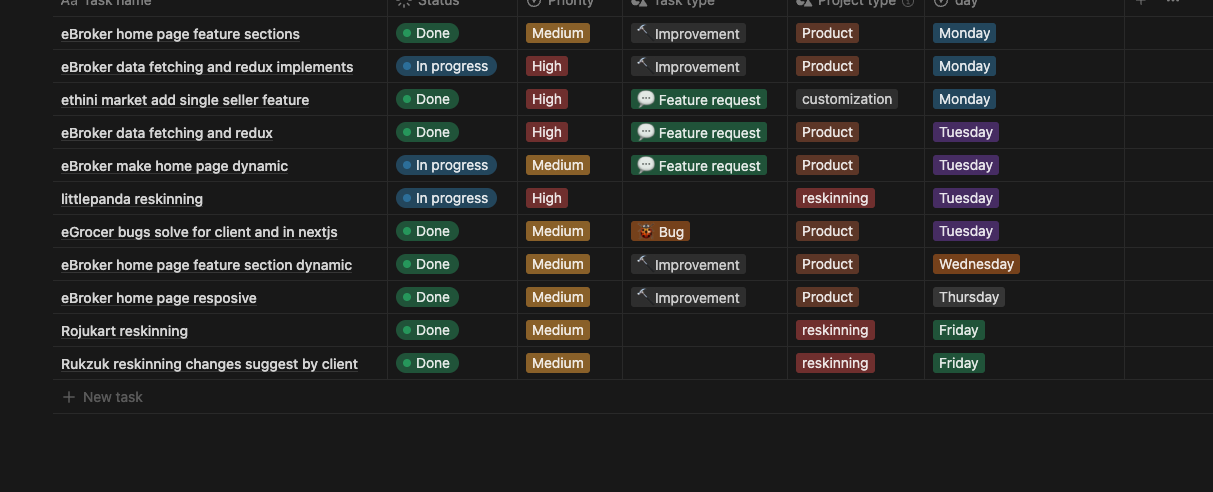 Aa Task name Status Priority Task type Project type day
eBroker home page feature sections Done Medium Improvement Product Monday
eBroker data fetching and redux implements In progress High Improvement Product Monday
ethini market add single seller feature Done High Feature request customization Monday
eBroker data fetching and redux Done High Feature request Product Tuesday
eBroker make home page dynamic In progress Medium Feature request Product Tuesday
littlepanda reskinning In progress High reskinning Tuesday
eGrocer bugs solve for client and in nextjs Done Medium Bug Product Tuesday
eBroker home page feature section dynamic Done Medium Improvement Product Wednesday
eBroker home page resposive Done Medium Improvement Product Thursday
Rojukart reskinning Done Medium reskinning Friday
Rukzuk reskinning changes suggest by client Done Medium reskinning Friday
+ New task